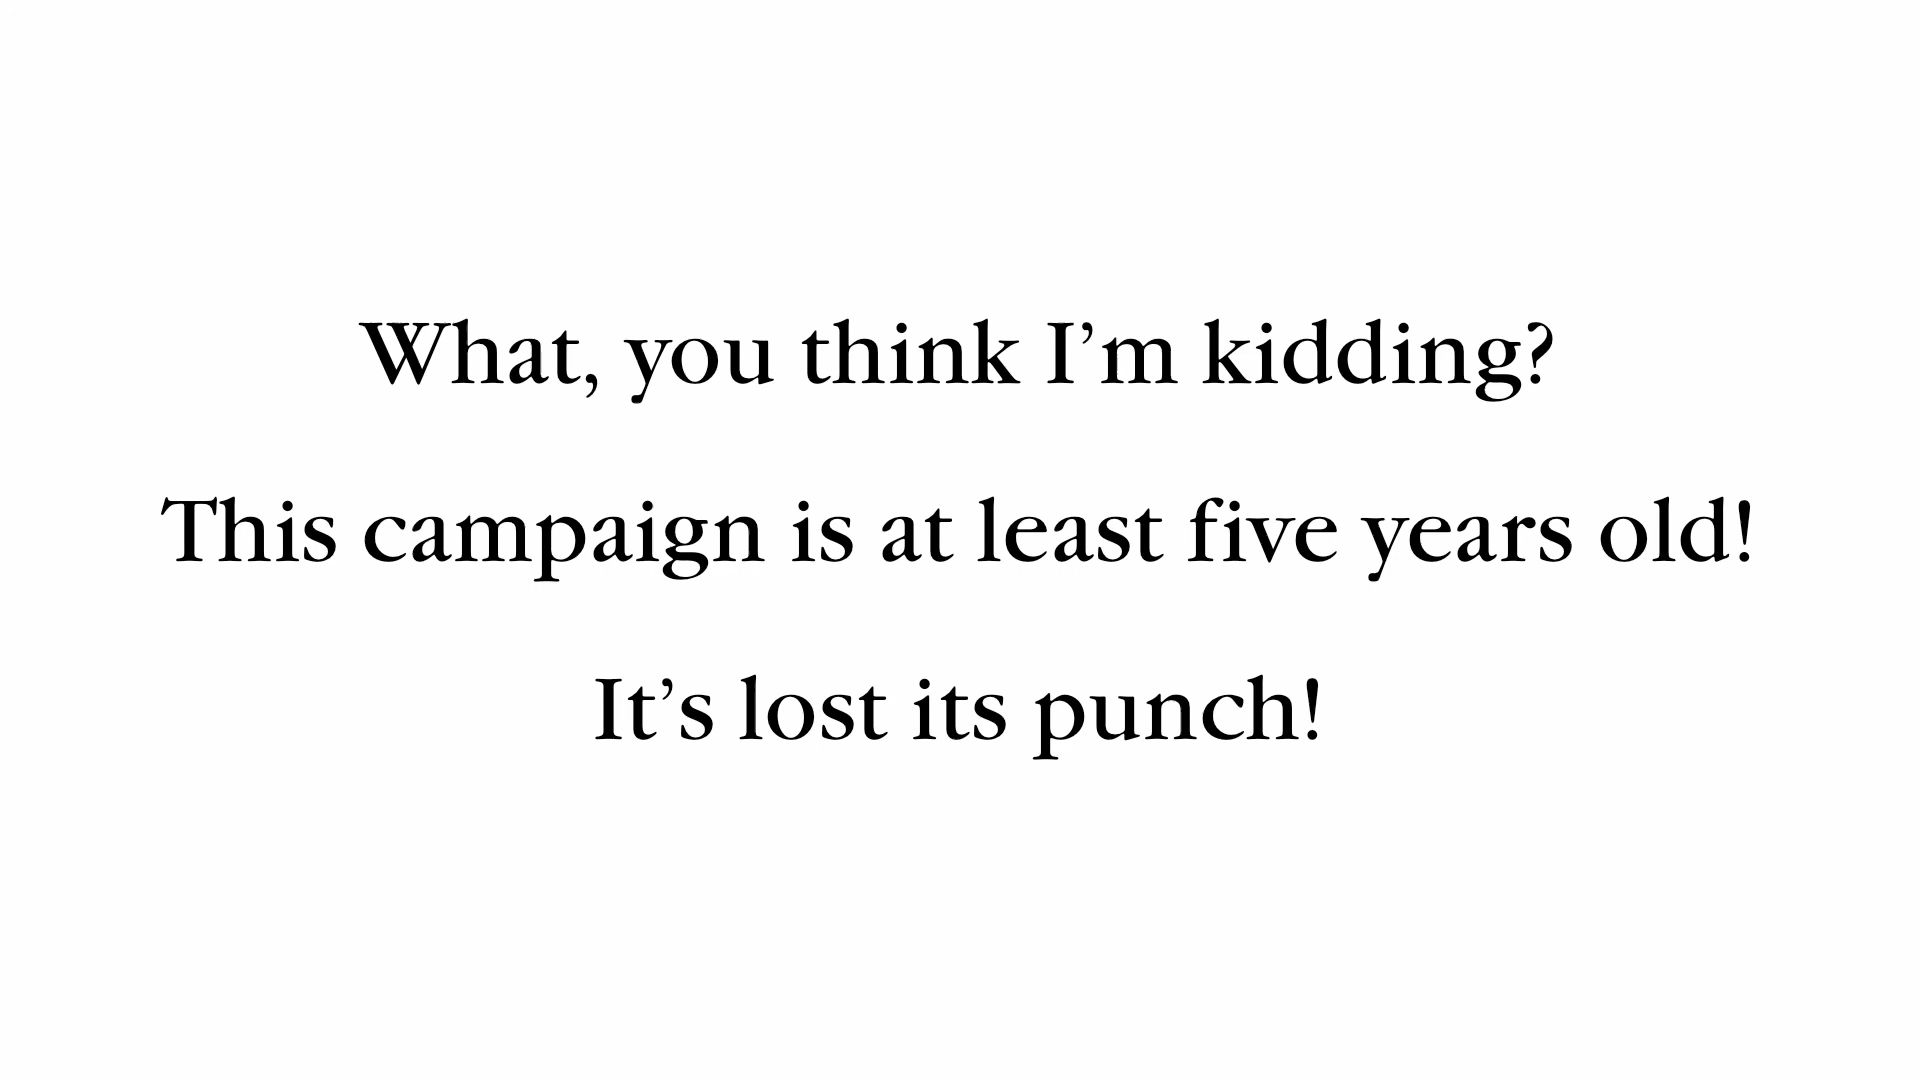 What, you think I’m kidding?
This campaign is at least five years old!
It’s lost its punch!